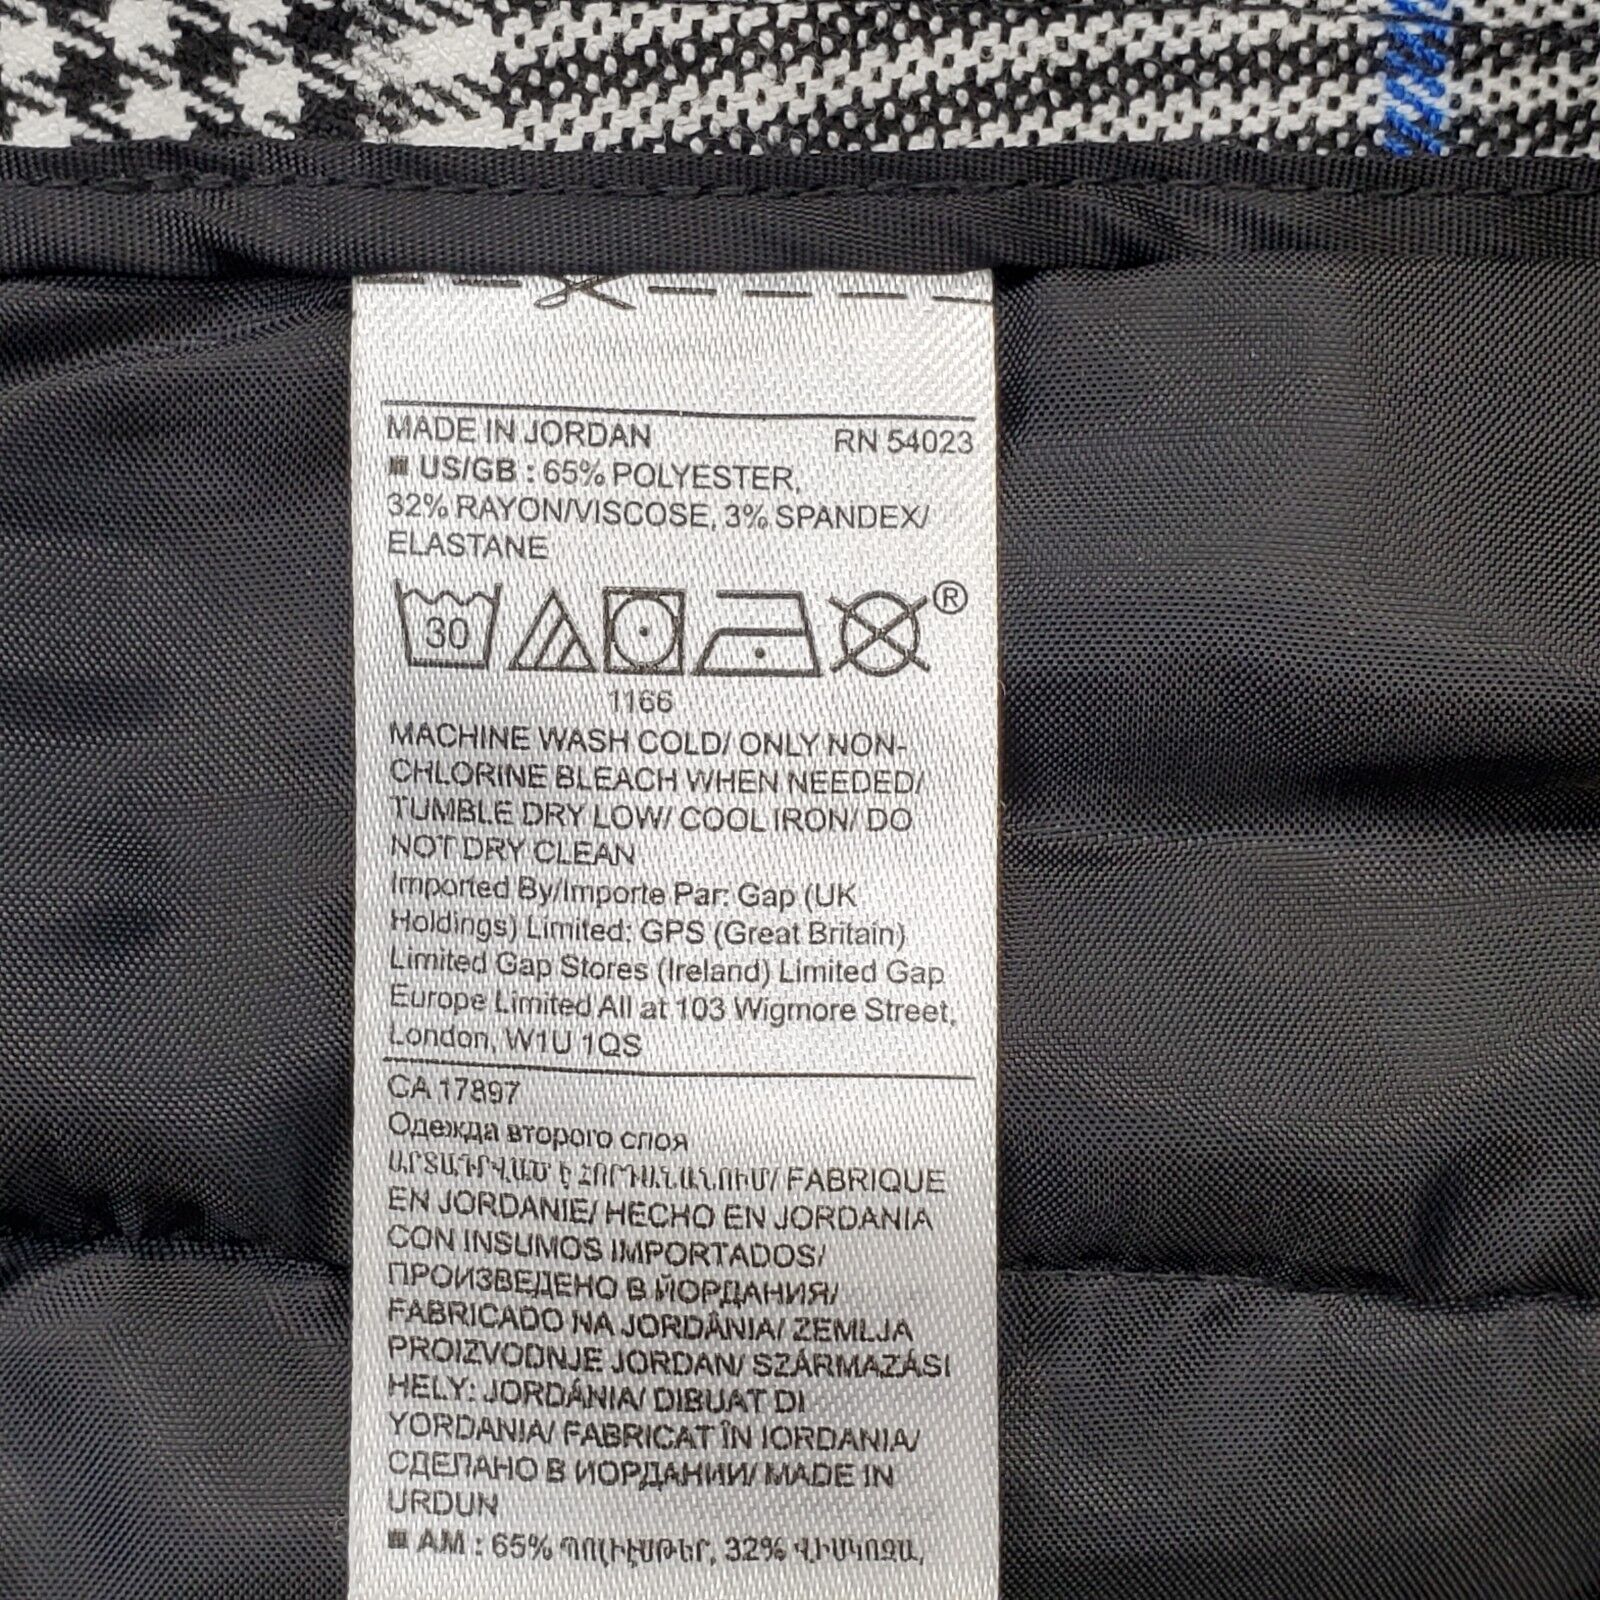 MADE IN JORDAN RN 54023
US/GB : 65% POLYESTER,
32% RAYON/VISCOSE, 3% SPANDEX/
ELASTANE
30 ®
1166
MACHINE WASH COLD/ ONLY NON-
CHLORINE BLEACH WHEN NEEDED/
TUMBLE DRY LOW/ COOL IRON/ DO
NOT DRY CLEAN
Imported By/Importe Par: Gap (UK
Holdings) Limited; GPS (Great Britain)
Limited Gap Stores (Ireland) Limited Gap
Europe Limited All at 103 Wigmore Street,
London, W1U 1QS
CA 17897
Одежда второго слоя
ԱՐՏԱԴՐՎԱԾ Է ՀՈՐԴԱՆԱՆՈՒՄ/ FABRIQUE
EN JORDANIE/ HECHO EN JORDANIA
CON INSUMOS IMPORTADOS/
ПРОИЗВЕДЕНО В ЙОРДАНИЯ/
FABRICADO NA JORDÂNIA/ ZEMLJA
PROIZVODNJE JORDAN/ SZÁRMAZÁSI
HELY: JORDÁNIA/ DIBUAT DI
YORDANIA/ FABRICAT ÎN IORDANIA/
СДЕЛАНО В ИОРДАНИИ/ MADE IN
URDUN
AM : 65% 32%